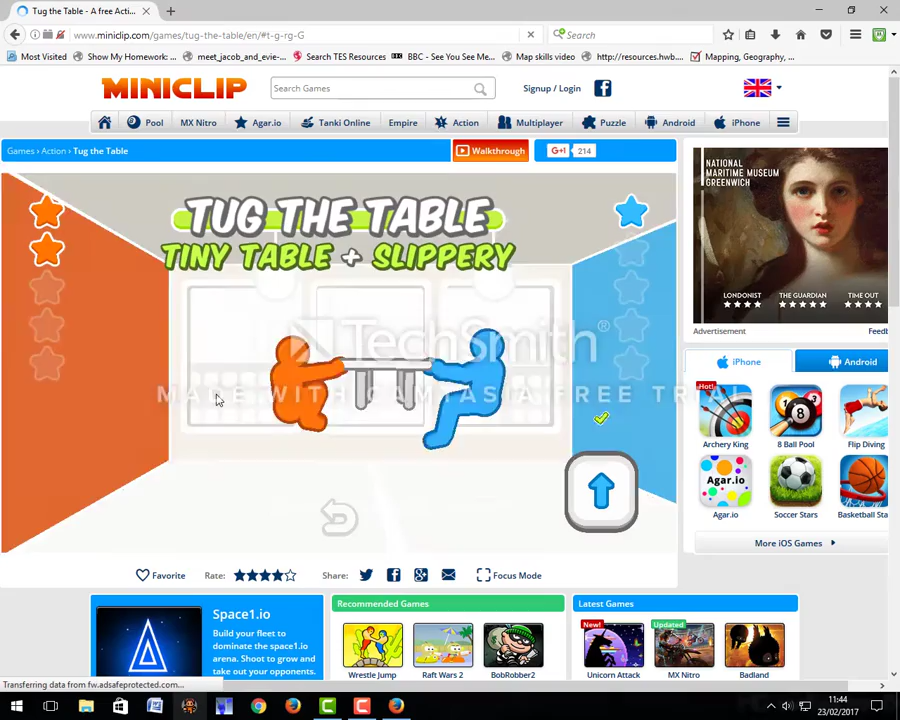 Tug the Table - A free Acti...
www.miniclip.com/games/tug-the-table/en/#t-g-rg-G
Search
Most Visited
Show My Homework: ...
meet_jacob_and_evie-...
Search TES Resources
BBC - See You See Me...
Map skills video
http://resources.hwb....
Mapping, Geography,...
MINICLIP
Search Games
Signup / Login
Pool
MX Nitro
Agar.io
Tanki Online
Empire
Action
Multiplayer
Puzzle
Android
iPhone
Games › Action › Tug the Table
Walkthrough
G+1
214
NATIONAL
MARITIME MUSEUM
GREENWICH
LONDONIST
THE GUARDIAN
TIME OUT
Advertisement
Feedb
TUG THE TABLE
TINY TABLE + SLIPPERY
TechSmith®
MADE WITH CAMTASIA FREE TRIAL
iPhone
Android
Hot!
Archery King
8 Ball Pool
Flip Diving
Agar.io
Agar.io
Soccer Stars
Basketball Sta
More iOS Games
Favorite
Rate:
Share:
Focus Mode
Space1.io
Build your fleet to
dominate the space1.io
arena. Shoot to grow and
take out your opponents.
Recommended Games
Wrestle Jump
Raft Wars 2
BobRobber2
Latest Games
New!
Updated
Unicorn Attack
MX Nitro
Badland
Transferring data from fw.adsafeprotected.com...
11:44
23/02/2017